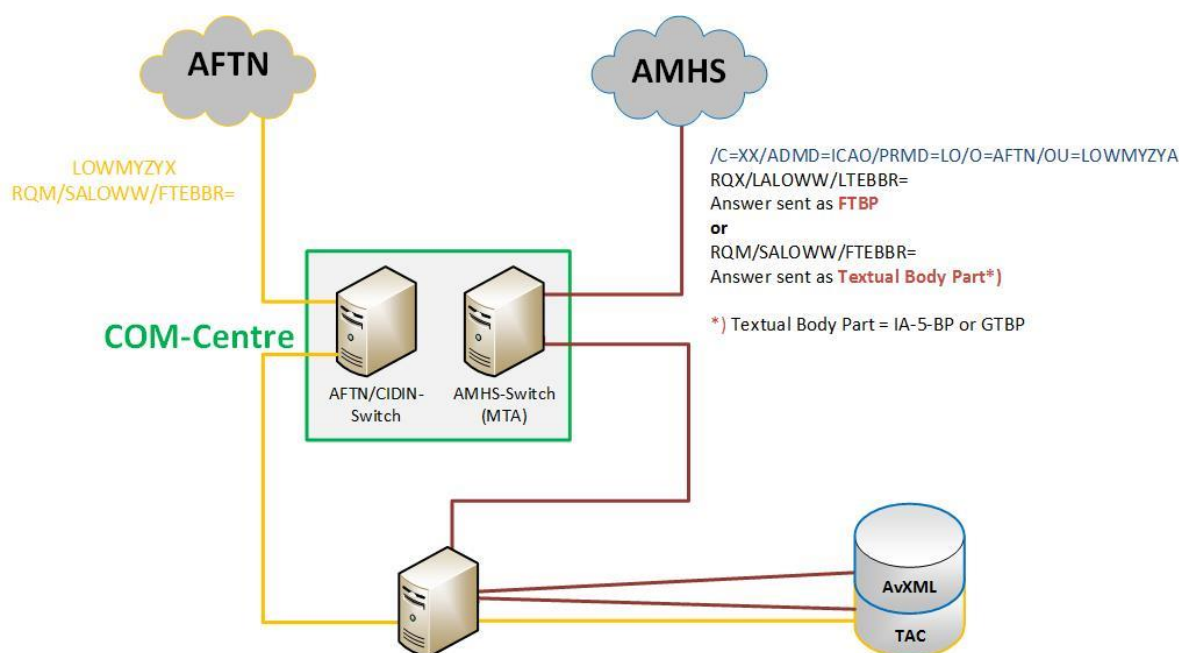 AFTN
AMHS
LOWMYZYX
RQM/SALOWW/FTEBBR=
/C=XX/ADMD=ICAO/PRMD=LO/O=AFTN/OU=LOWMYZYA
RQX/LALOWW/LTEBBR=
Answer sent as FTBP
or
RQM/SALOWW/FTEBBR=
Answer sent as Textual Body Part*)
*) Textual Body Part = IA-5-BP or GTBP
COM-Centre
AFTN/CIDIN-
Switch
AMHS-Switch
(MTA)
AvXML
TAC